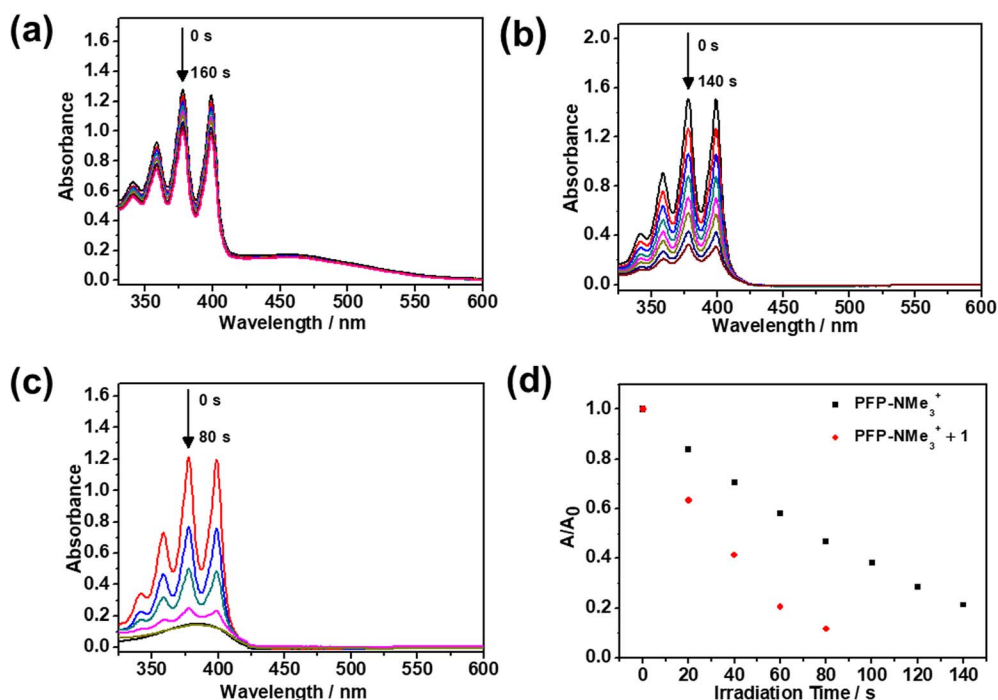 (a)
1.6
1.4
1.2
1.0
0.8
0.6
0.4
0.2
0.0
Absorbance
0 s
160 s
350 400 450 500 550 600
Wavelength / nm
(b)
2.0
1.6
1.2
0.8
0.4
0.0
Absorbance
0 s
140 s
350 400 450 500 550 600
Wavelength / nm
(c)
1.6
1.4
1.2
1.0
0.8
0.6
0.4
0.2
0.0
Absorbance
0 s
80 s
350 400 450 500 550 600
Wavelength / nm
(d)
1.0
0.8
0.6
0.4
0.2
0.0
A/A₀
PFP-NMe₃⁺
PFP-NMe₃⁺ + 1
0 20 40 60 80 100 120 140
Irradiation Time / s